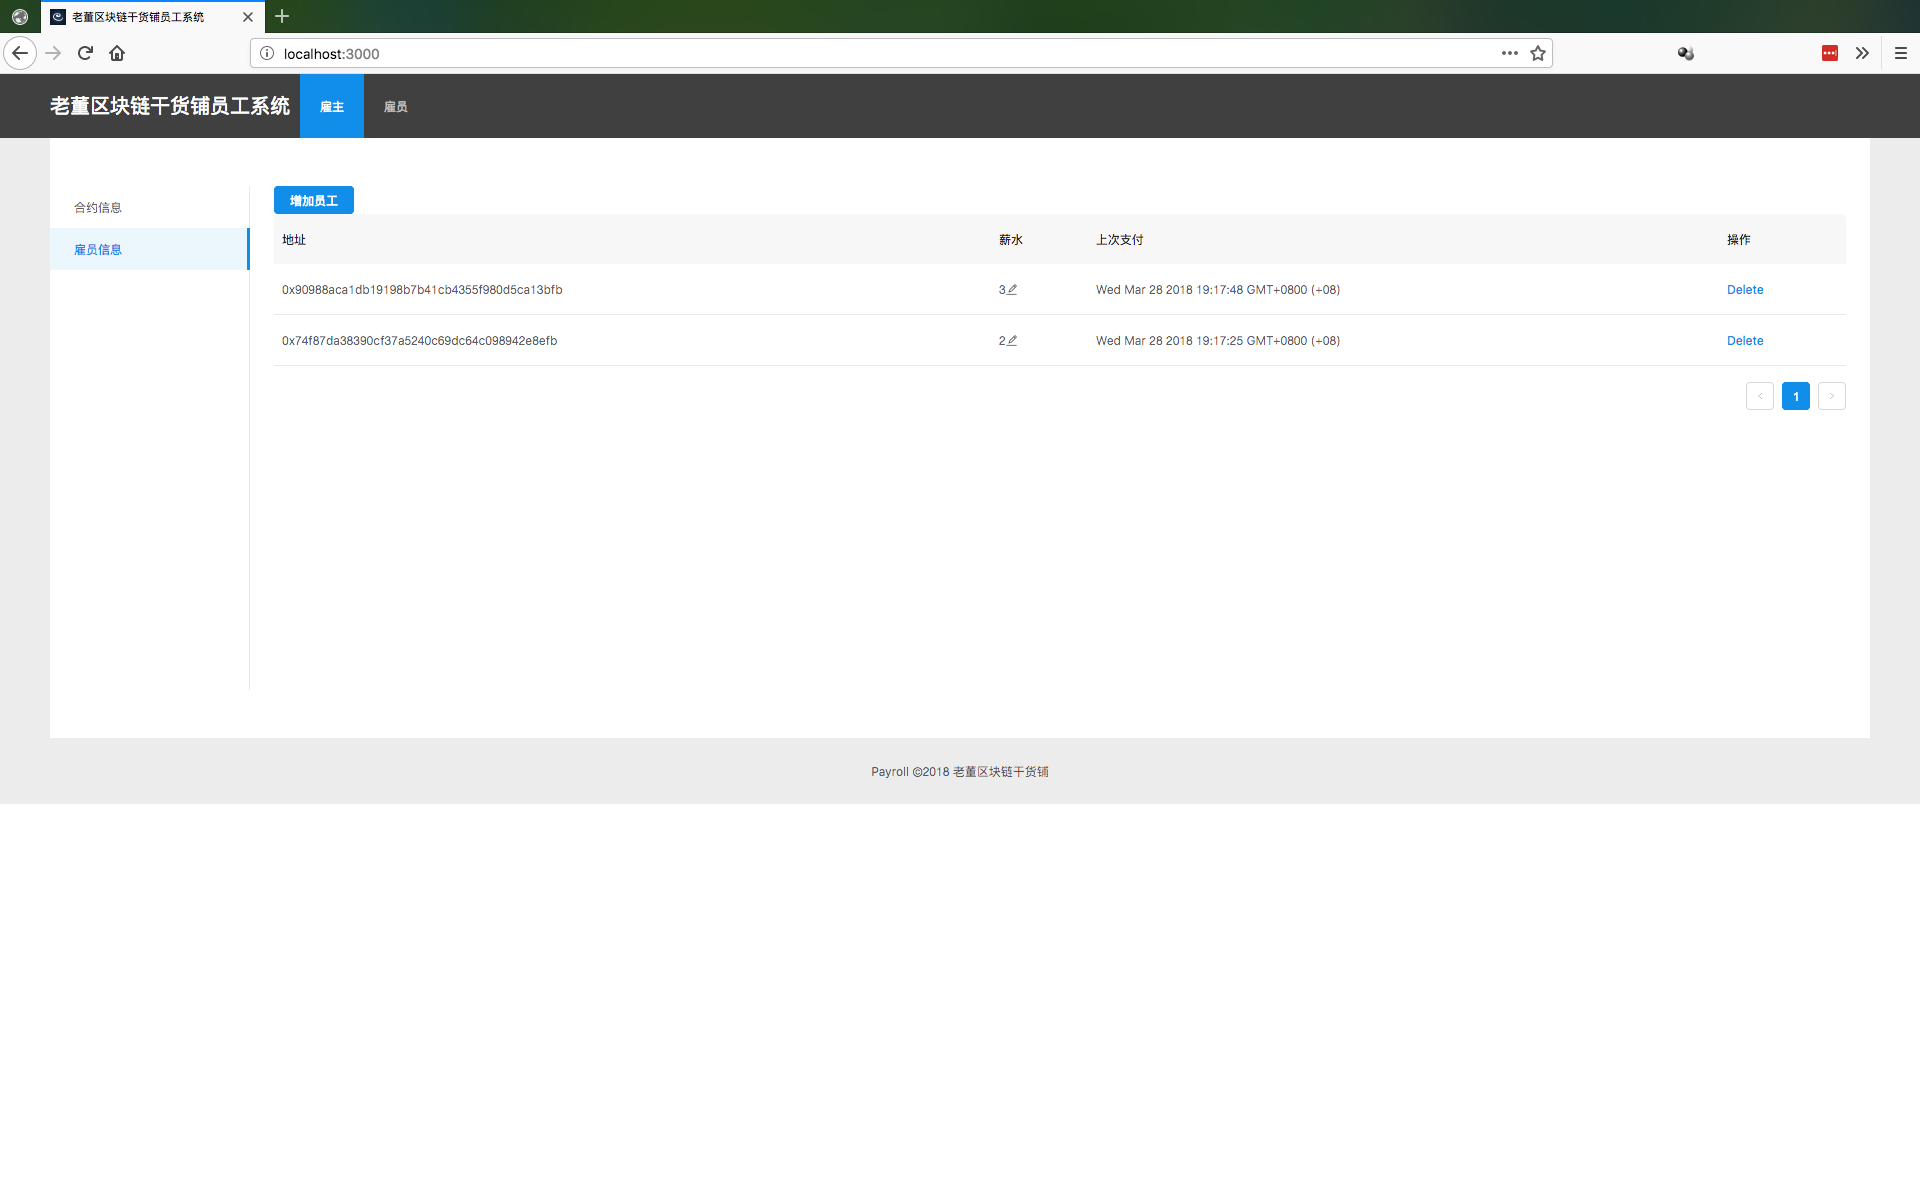 老董区块链干货铺员工系统
localhost:3000
老董区块链干货铺员工系统 雇主 雇员
合约信息
雇员信息
增加员工
地址 薪水 上次支付 操作
0x90988aca1db19198b7b41cb4355f980d5ca13bfb 3 Wed Mar 28 2018 19:17:48 GMT+0800 (+08) Delete
0x74f87da38390cf37a5240c69dc64c098942e8efb 2 Wed Mar 28 2018 19:17:25 GMT+0800 (+08) Delete
< 1 >
Payroll ©2018 老董区块链干货铺